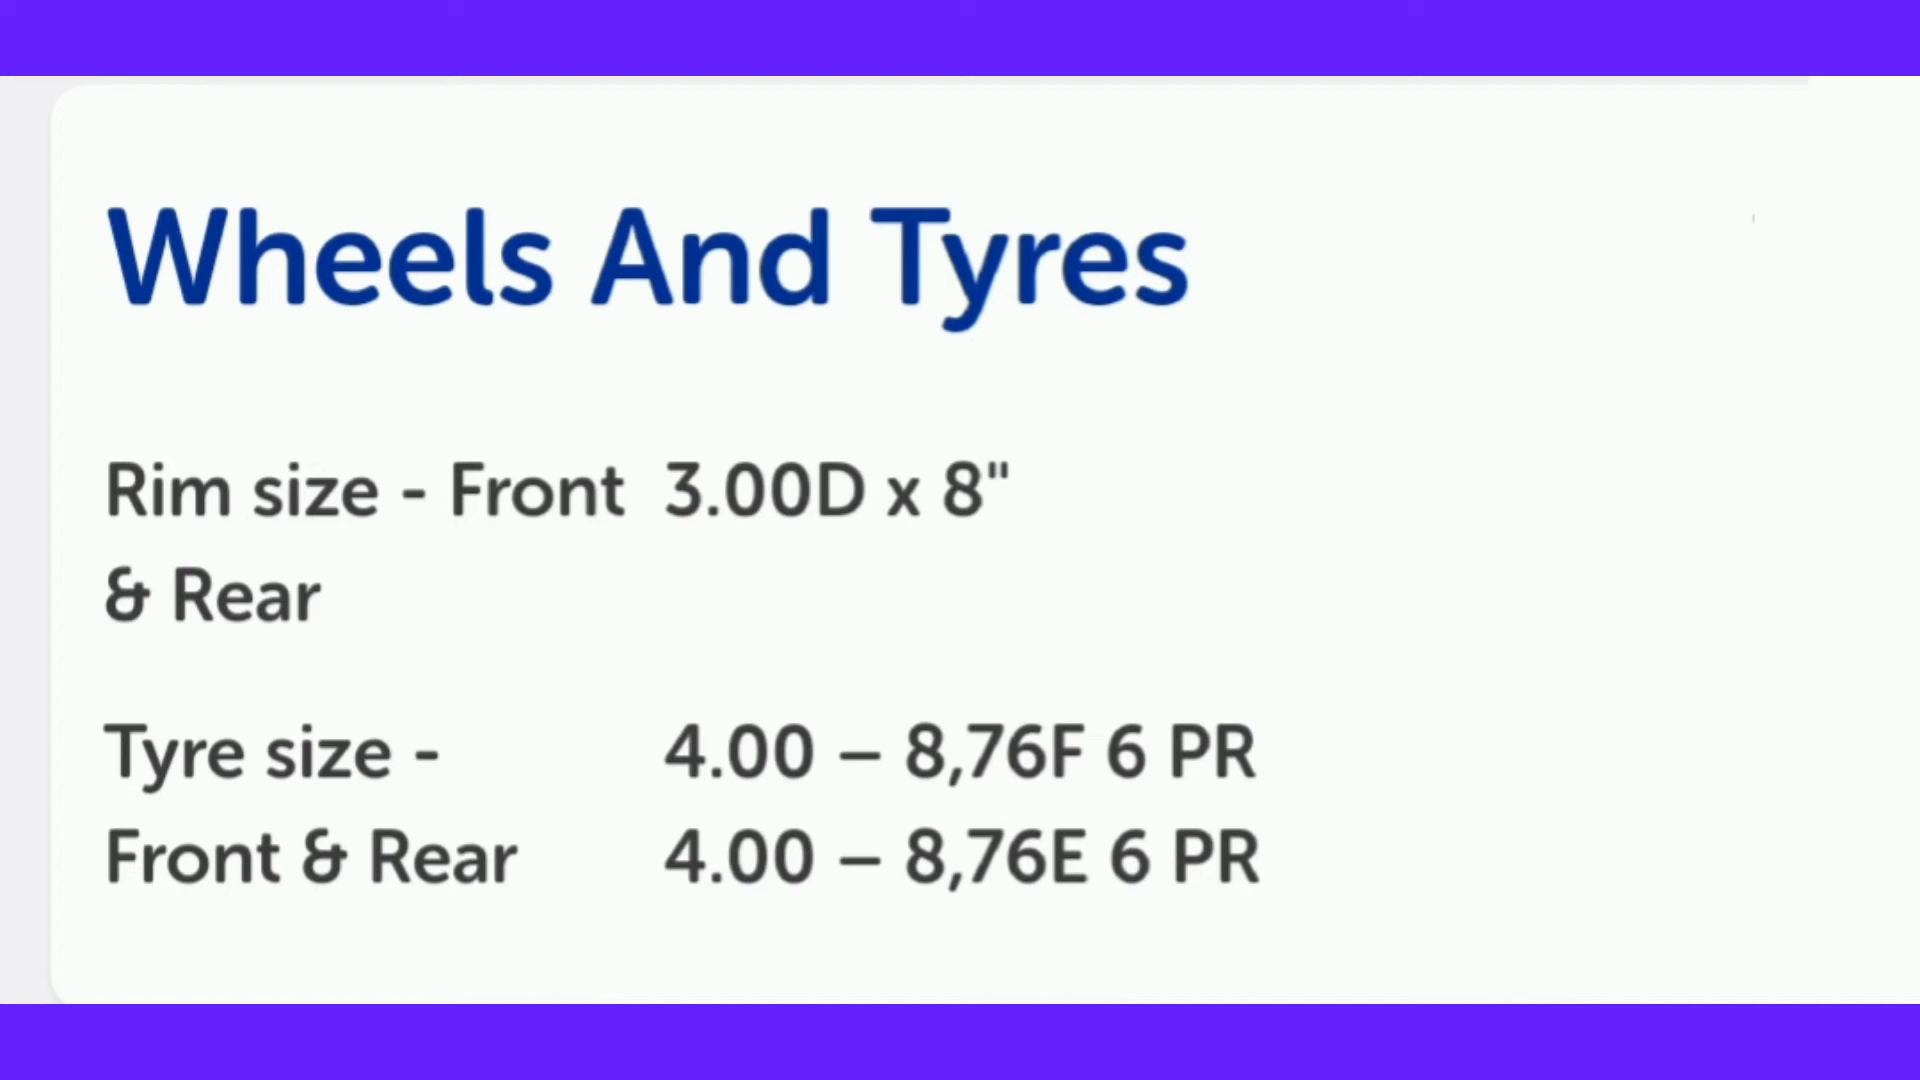 Wheels And Tyres
Rim size - Front 3.00D x 8"
& Rear
Tyre size - 4.00 – 8,76F 6 PR
Front & Rear 4.00 – 8,76E 6 PR